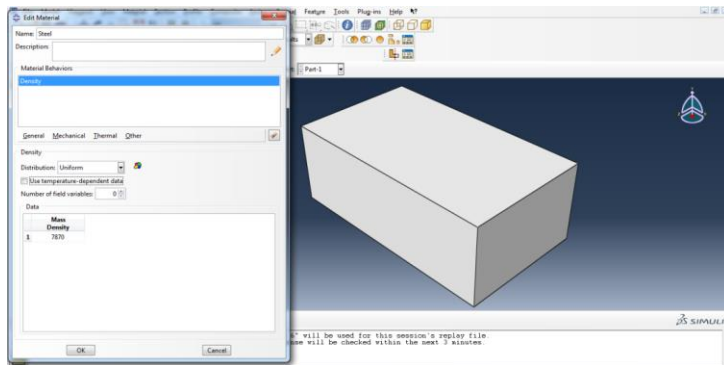 Edit Material
Name: Steel
Description:
Material Behaviors
Density
General Mechanical Thermal Other
Density
Distribution: Uniform
Use temperature-dependent data
Number of field variables: 0
Data
Mass
Density
1 7870
OK Cancel
Feature Tools Plug-ins Help
Part-1
SIMULI
" will be used for this session's replay file
ase will be checked within the next 3 minutes.